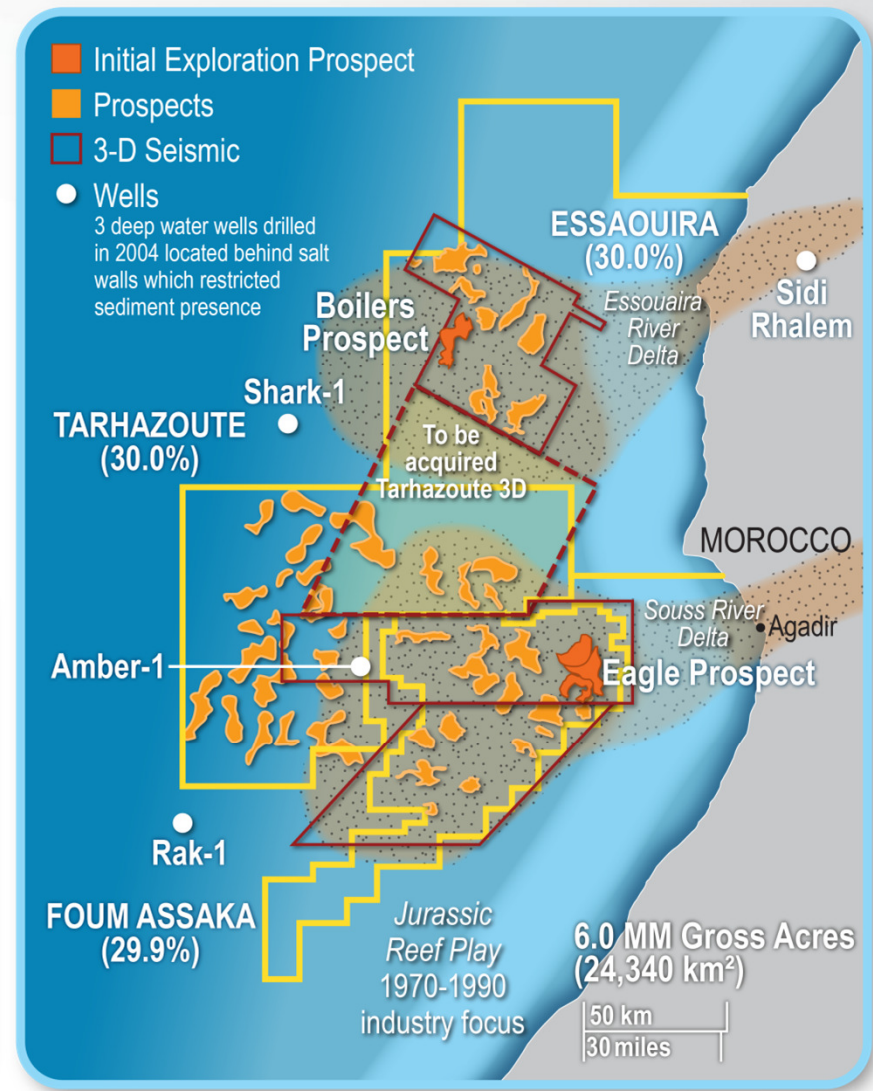 Initial Exploration Prospect
Prospects
3-D Seismic
Wells
3 deep water wells drilled
in 2004 located behind salt
walls which restricted
sediment presence
ESSAOUIRA
(30.0%)
Sidi
Rhalem
Essouaira
River
Delta
Boilers
Prospect
Shark-1
TARHAZOUTE
(30.0%)
To be
acquired
Tarhazoute 3D
MOROCCO
Souss River
Delta
Agadir
Amber-1
Eagle Prospect
Rak-1
FOUM ASSAKA
(29.9%)
Jurassic
Reef Play
1970-1990
industry focus
6.0 MM Gross Acres
(24,340 km²)
50 km
30 miles